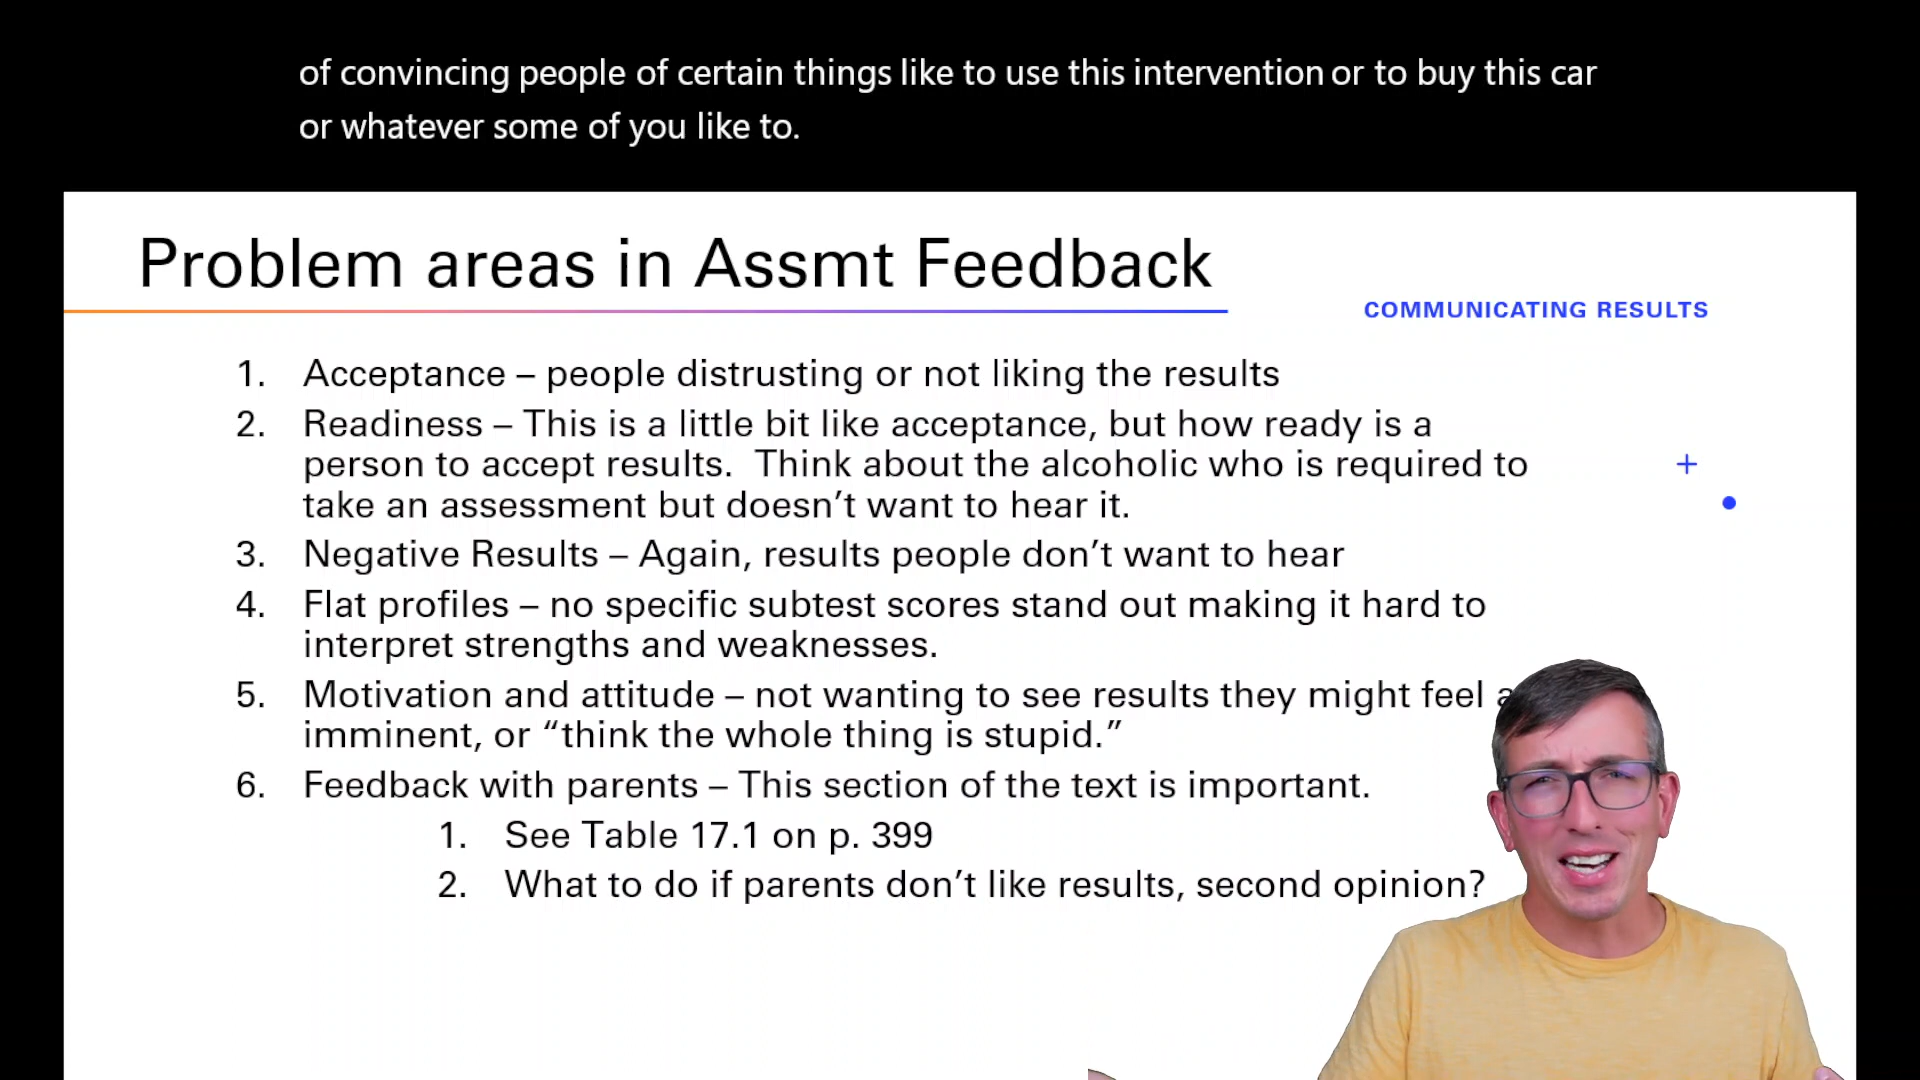 of convincing people of certain things like to use this intervention or to buy this car
or whatever some of you like to.
Problem areas in Assmt Feedback
COMMUNICATING RESULTS
1. Acceptance – people distrusting or not liking the results
2. Readiness – This is a little bit like acceptance, but how ready is a
person to accept results.  Think about the alcoholic who is required to
take an assessment but doesn’t want to hear it.
3. Negative Results – Again, results people don’t want to hear
4. Flat profiles – no specific subtest scores stand out making it hard to
interpret strengths and weaknesses.
5. Motivation and attitude – not wanting to see results they might feel
imminent, or “think the whole thing is stupid.”
6. Feedback with parents – This section of the text is important.
1. See Table 17.1 on p. 399
2. What to do if parents don’t like results, second opinion?